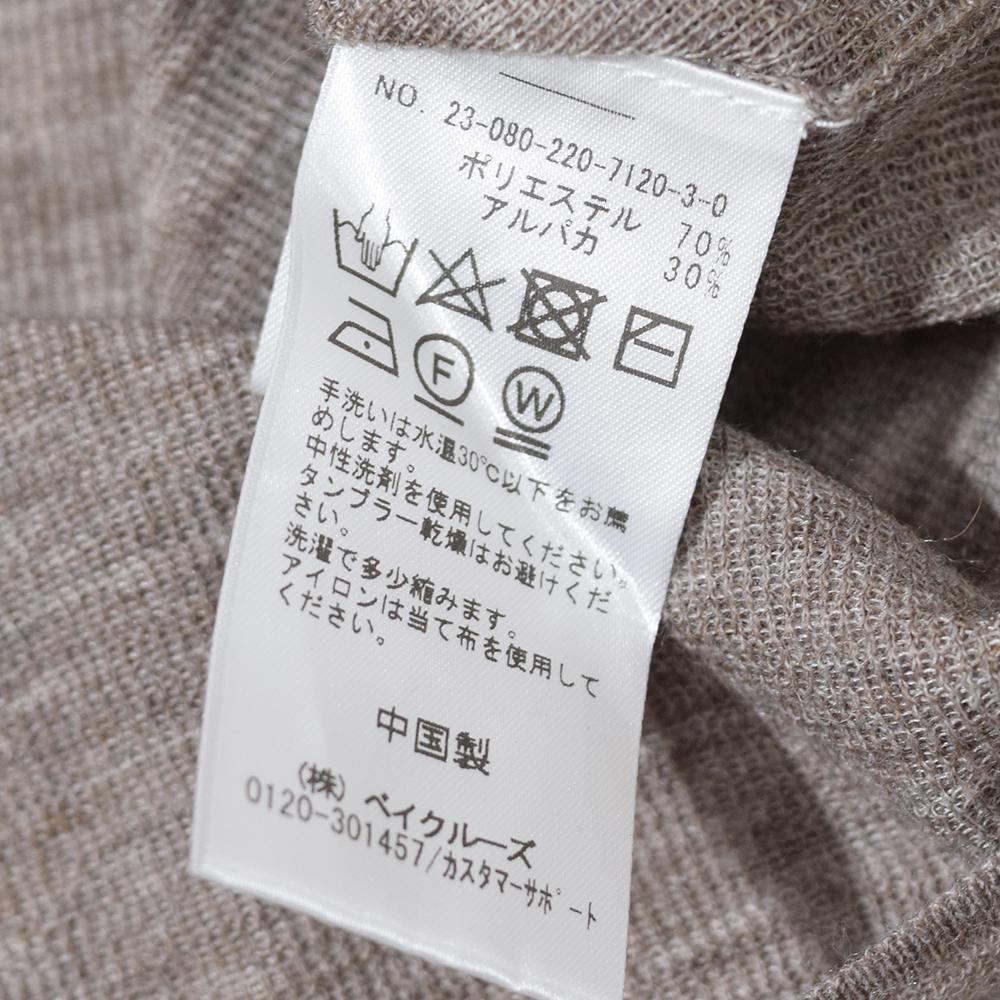 NO. 23-080-220-7120-3-0
ポリエステル 70%
アルパカ 30%
F W
手洗いは水温30℃以下をお薦
めします。
中性洗剤を使用してください。
タンブラー乾燥はお避けくだ
さい。
洗濯で多少縮みます。
アイロンは当て布を使用して
ください。
中国製
(株) ベイクルーズ
0120-301457/カスタマーサポート